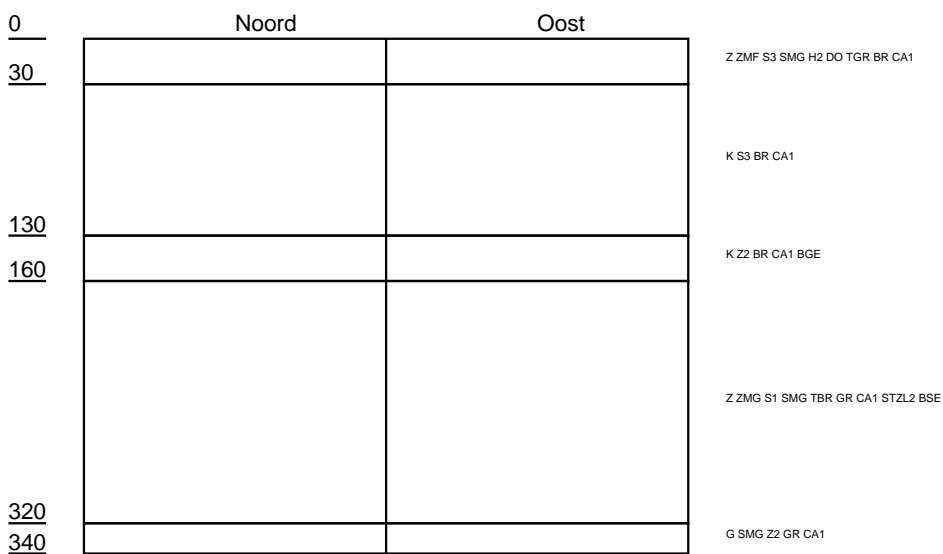 0 Noord Oost
Z ZMF S3 SMG H2 DO TGR BR CA1
30
K S3 BR CA1
130
K Z2 BR CA1 BGE
160
Z ZMG S1 SMG TBR GR CA1 STZL2 BSE
320
G SMG Z2 GR CA1
340